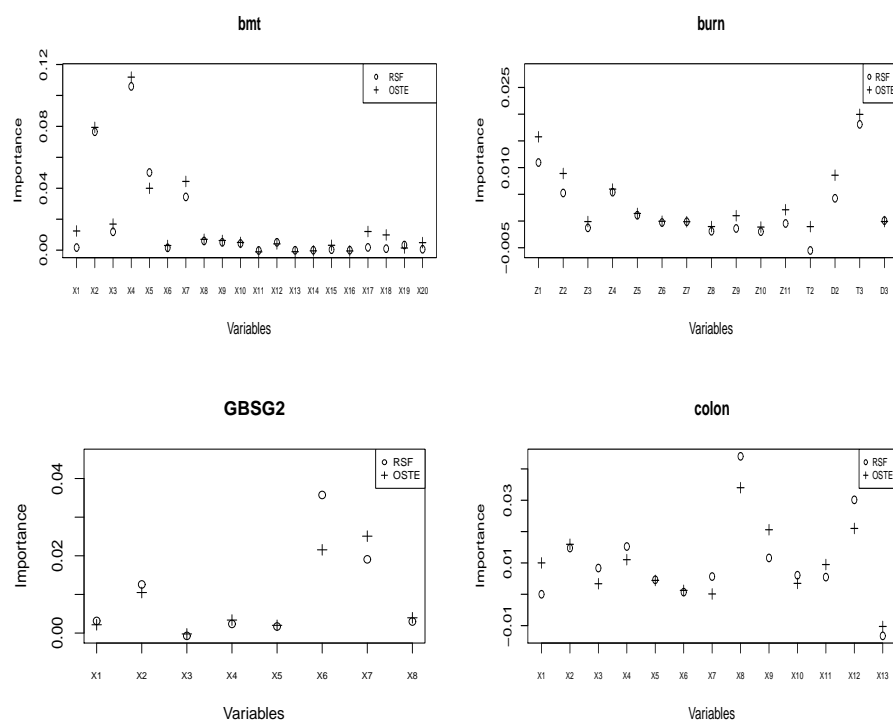 bmt
Importance
0.12
0.08
0.04
0.00
RSF
OSTE
X1 X2 X3 X4 X5 X6 X7 X8 X9 X10 X11 X12 X13 X14 X15 X16 X17 X18 X19 X20
Variables
burn
Importance
0.025
0.010
−0.005
RSF
OSTE
Z1 Z2 Z3 Z4 Z5 Z6 Z7 Z8 Z9 Z10 Z11 T2 D2 T3 D3
Variables
GBSG2
Importance
0.04
0.02
0.00
RSF
OSTE
X1 X2 X3 X4 X5 X6 X7 X8
Variables
colon
Importance
0.03
0.01
−0.01
RSF
OSTE
X1 X2 X3 X4 X5 X6 X7 X8 X9 X10 X11 X12 X13
Variables